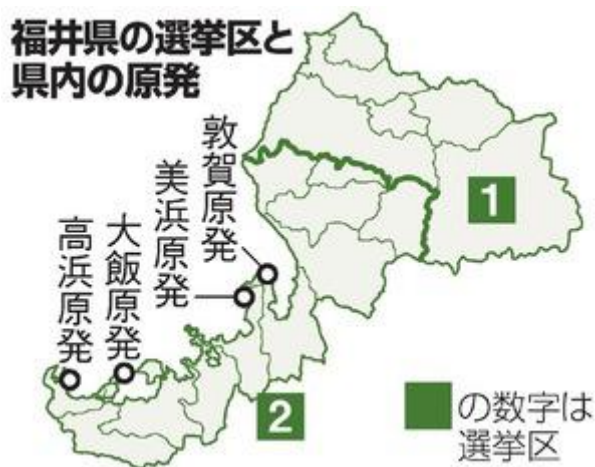 福井県の選挙区と
県内の原発
敦賀原発
美浜原発
大飯原発
高浜原発
1
2
の数字は
選挙区